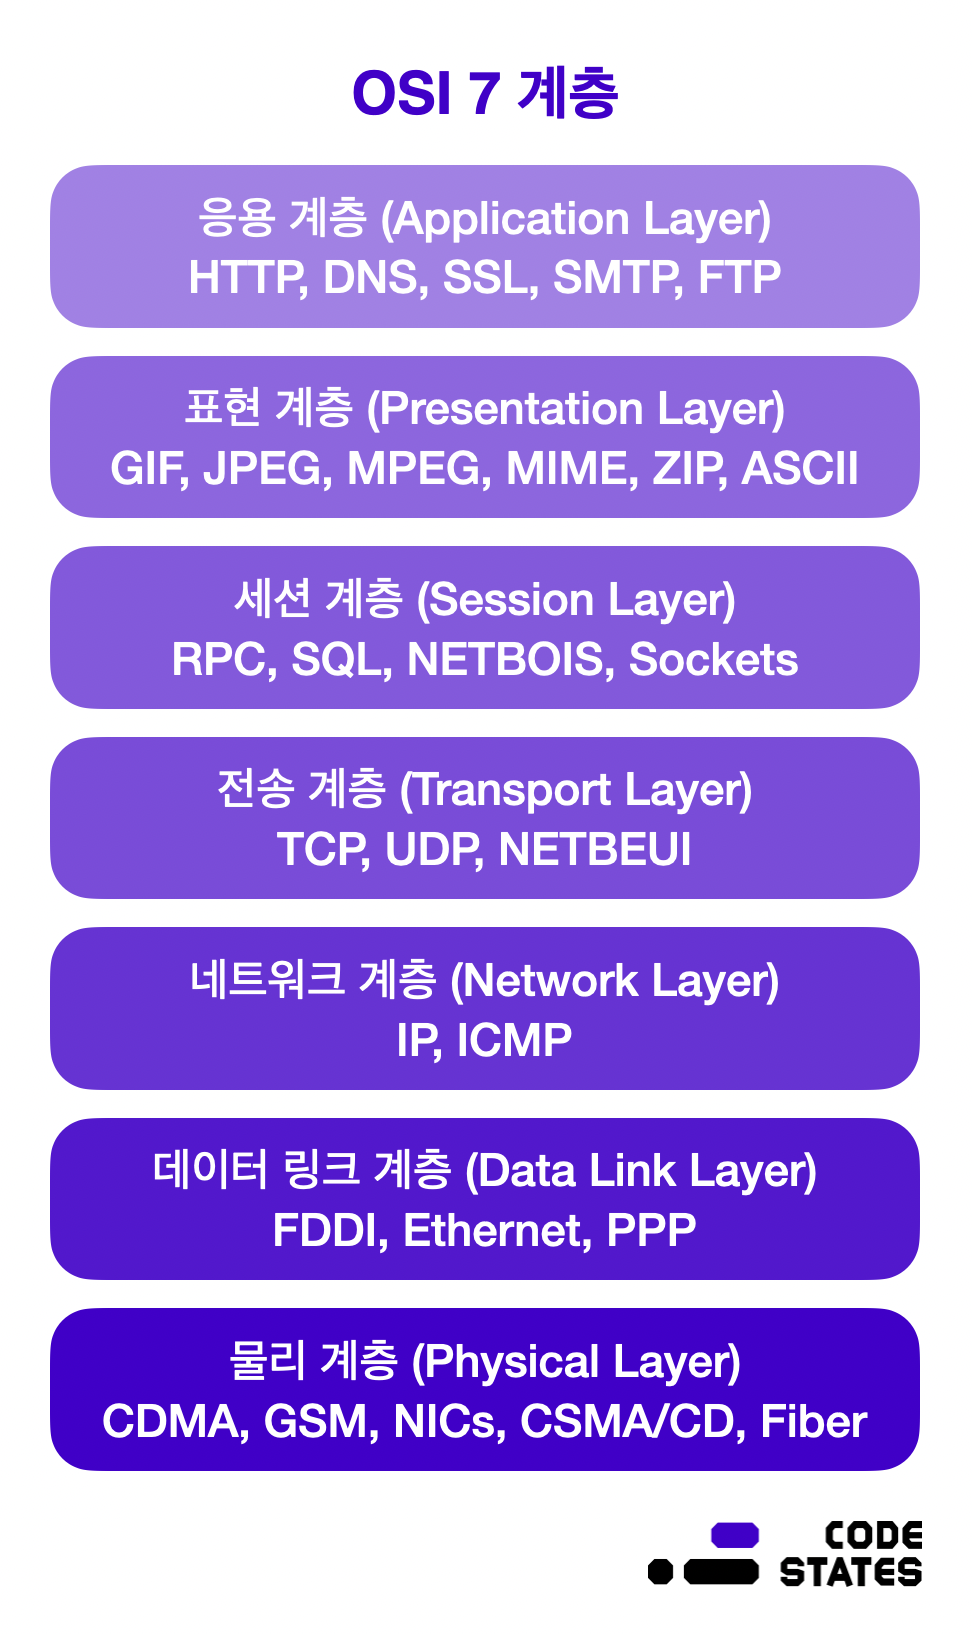 OSI 7 계층
응용 계층 (Application Layer)
HTTP, DNS, SSL, SMTP, FTP
표현 계층 (Presentation Layer)
GIF, JPEG, MPEG, MIME, ZIP, ASCII
세션 계층 (Session Layer)
RPC, SQL, NETBOIS, Sockets
전송 계층 (Transport Layer)
TCP, UDP, NETBEUI
네트워크 계층 (Network Layer)
IP, ICMP
데이터 링크 계층 (Data Link Layer)
FDDI, Ethernet, PPP
물리 계층 (Physical Layer)
CDMA, GSM, NICs, CSMA/CD, Fiber
CODE
STATES